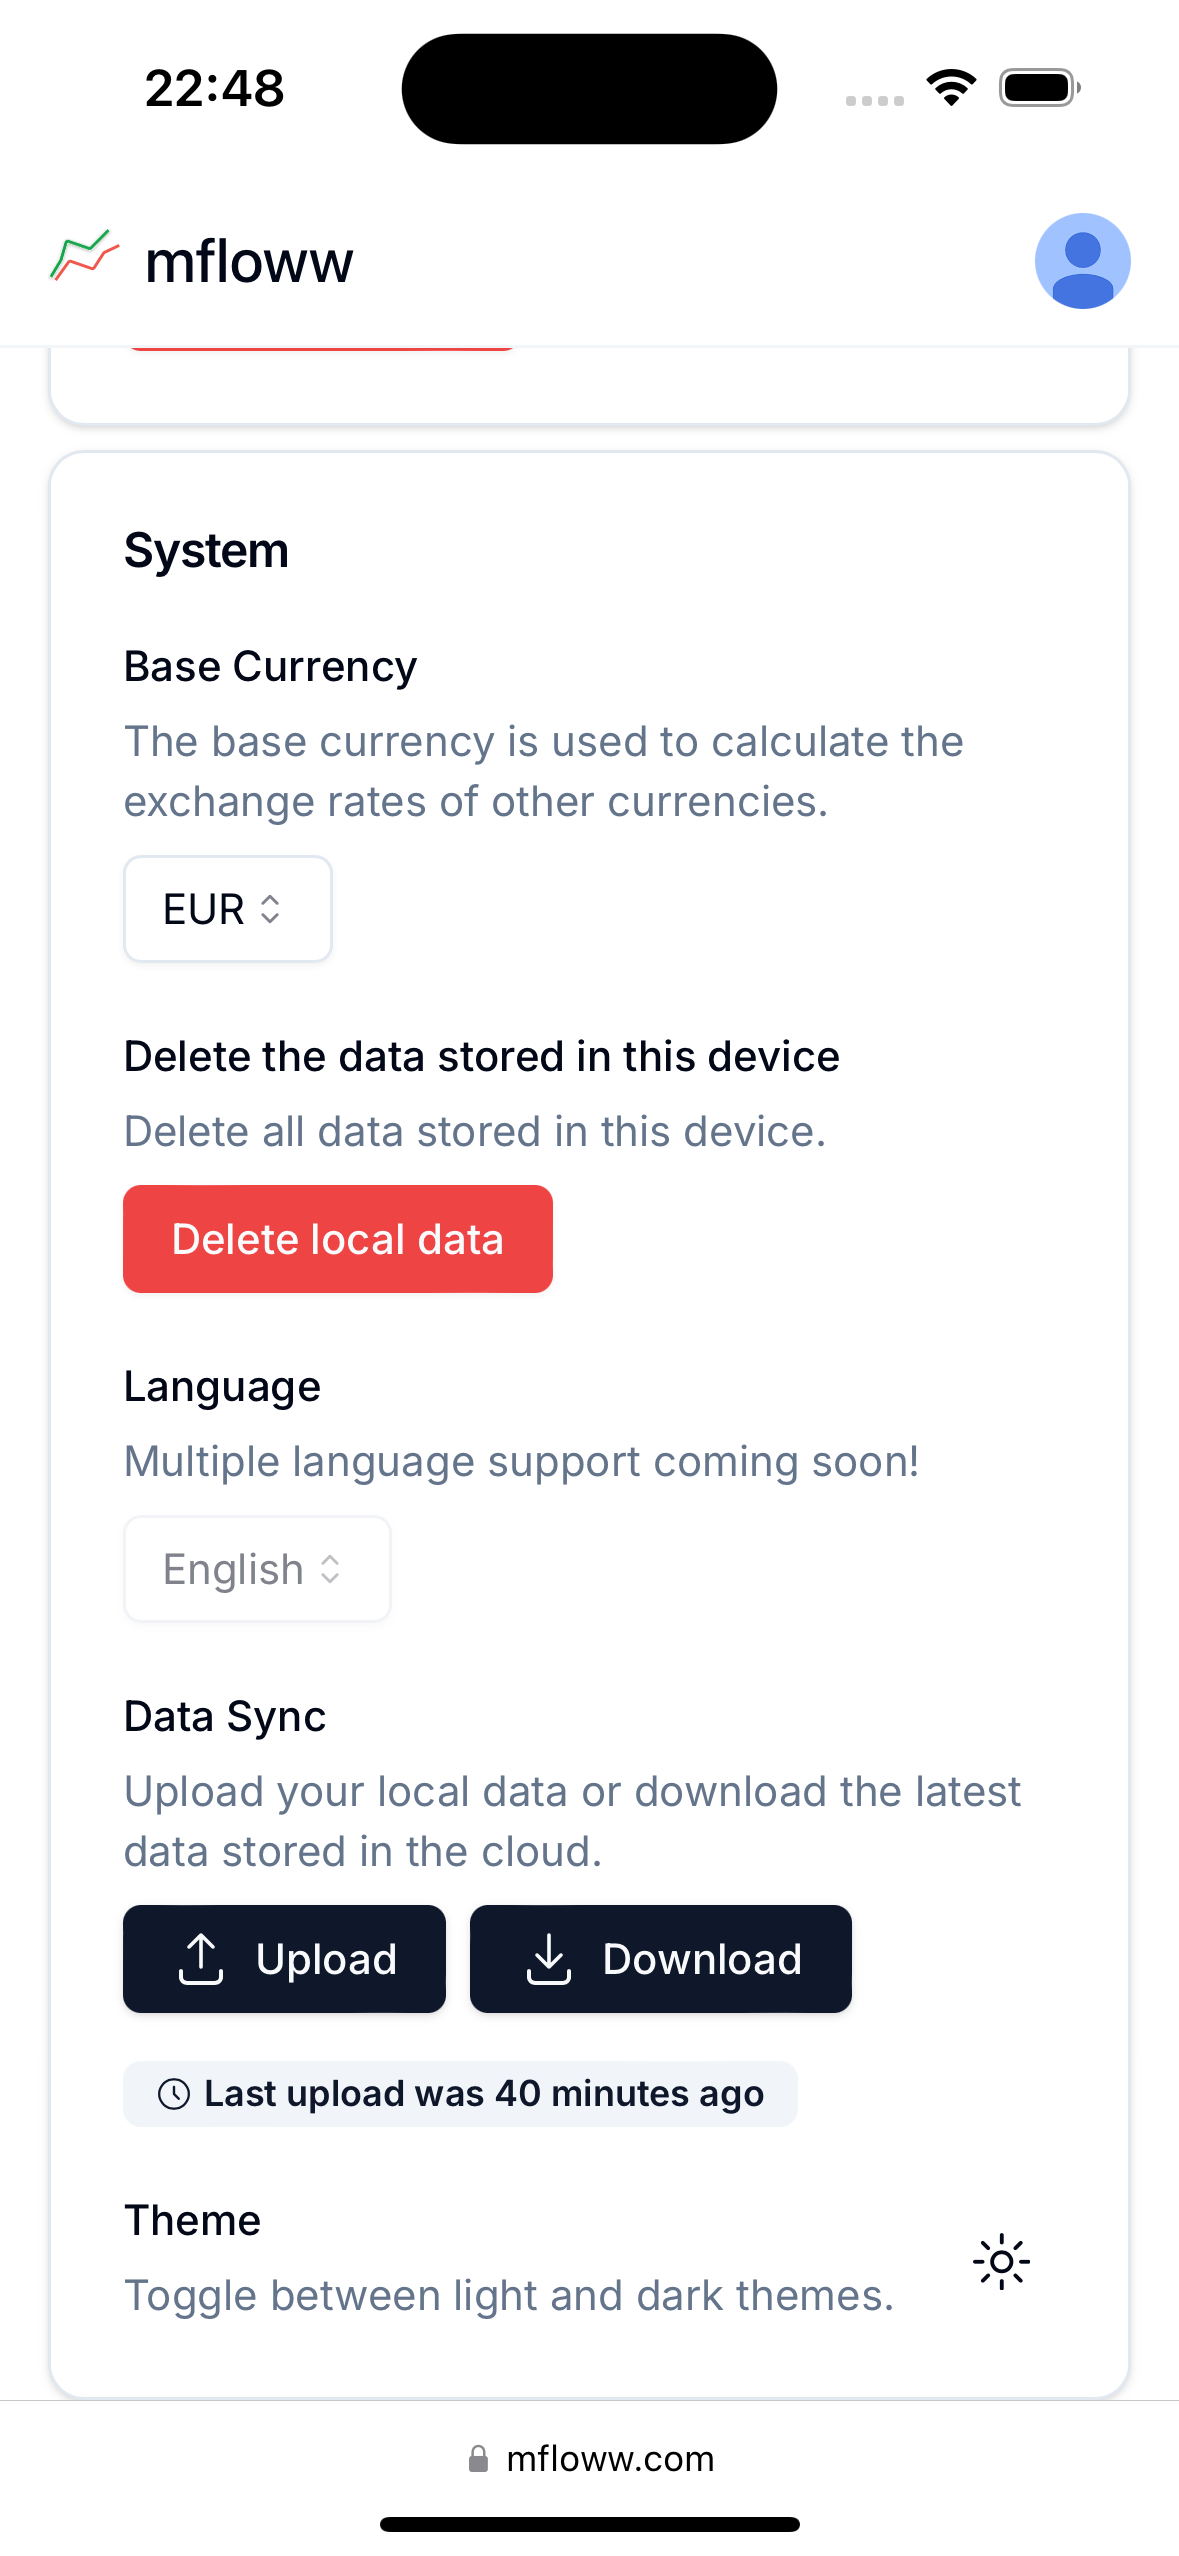 22:48
mfloww
System
Base Currency
The base currency is used to calculate the
exchange rates of other currencies.
EUR
Delete the data stored in this device
Delete all data stored in this device.
Delete local data
Language
Multiple language support coming soon!
English
Data Sync
Upload your local data or download the latest
data stored in the cloud.
Upload
Download
Last upload was 40 minutes ago
Theme
Toggle between light and dark themes.
mfloww.com